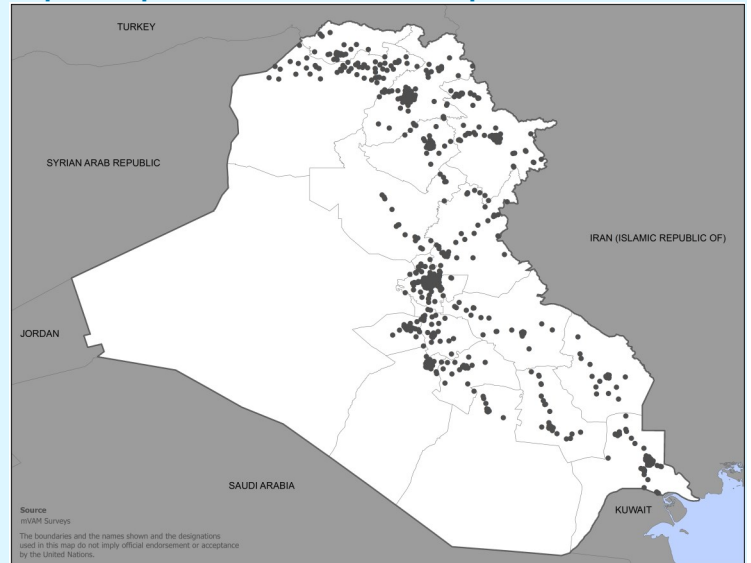 TURKEY
SYRIAN ARAB REPUBLIC
IRAN (ISLAMIC REPUBLIC OF)
JORDAN
SAUDI ARABIA
KUWAIT
Source
mVAM Surveys
The boundaries and the names shown and the designations
used in this map do not imply official endorsement or acceptance
by the United Nations.